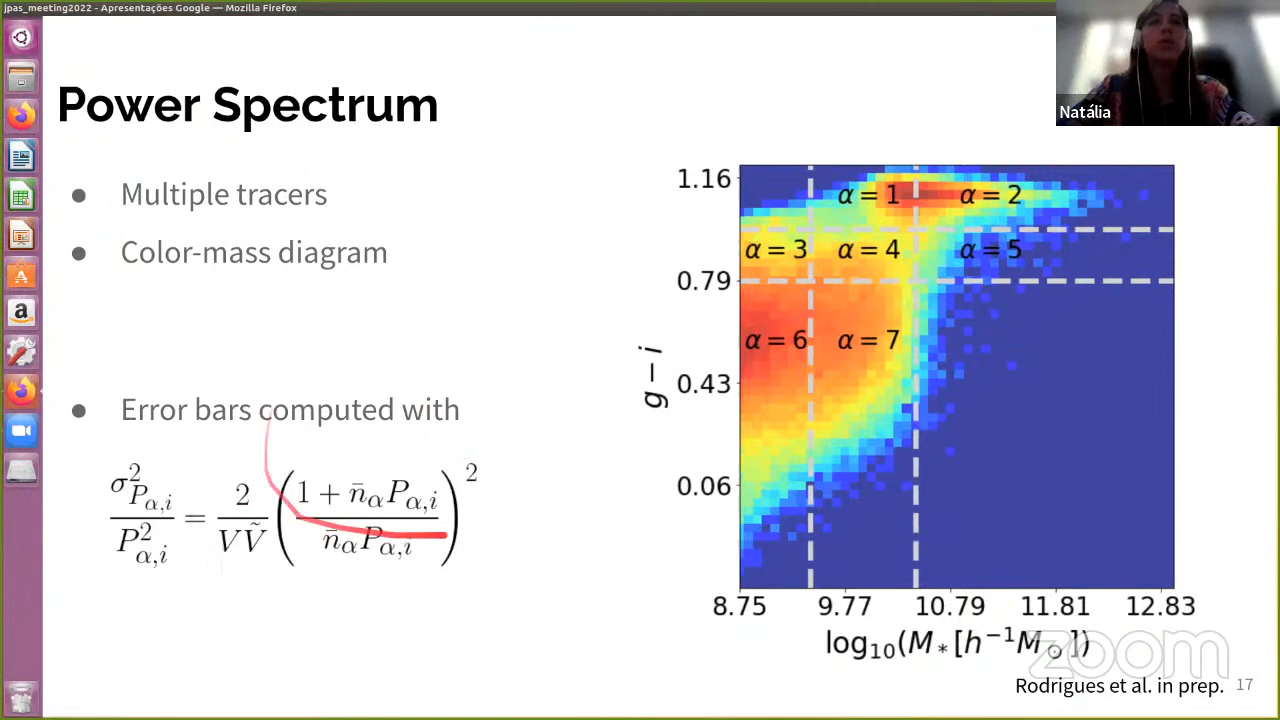 jpas_meeting2022 - Apresentações Google — Mozilla Firefox
Natália
Power Spectrum
● Multiple tracers
● Color-mass diagram
● Error bars computed with
σ²_{P_{α,i}} / P²_{α,i} = 2 / (VṼ) ( (1 + n̄_α P_{α,i}) / (n̄_α P_{α,i}) )²
1.16
0.79
0.43
0.06
g − i
α = 1
α = 2
α = 3
α = 4
α = 5
α = 6
α = 7
8.75 9.77 10.79 11.81 12.83
log₁₀(M_*[h⁻¹M_⊙])
zoom
Rodrigues et al. in prep. 17